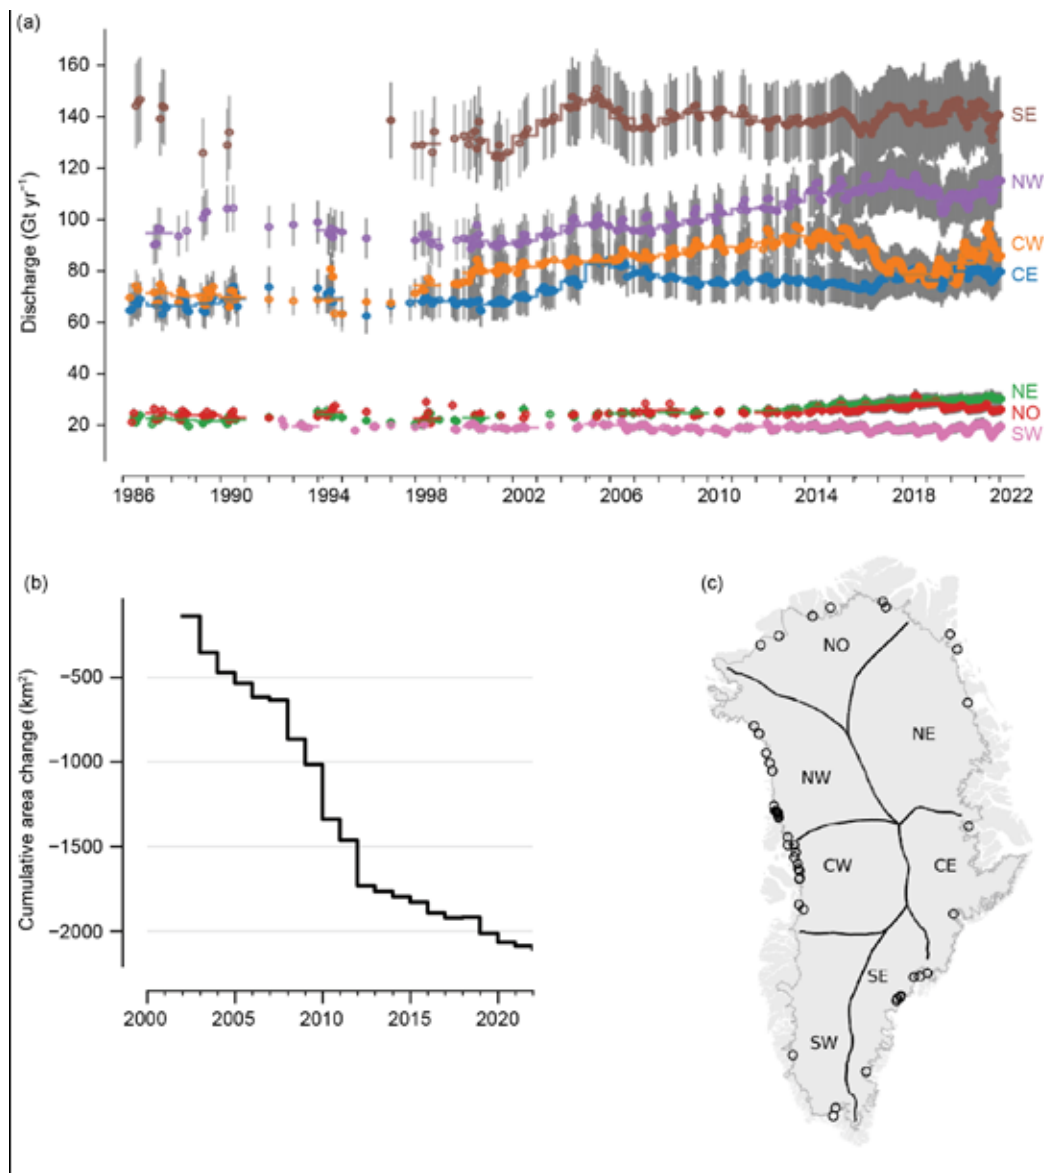 (a)
Discharge (Gt yr⁻¹)
160
140
120
100
80
60
40
20
SE
NW
CW
CE
NE
NO
SW
1986 1990 1994 1998 2002 2006 2010 2014 2018 2022
(b)
Cumulative area change (km²)
−500
−1000
−1500
−2000
2000 2005 2010 2015 2020
(c)
NO
NE
NW
CW
CE
SE
SW